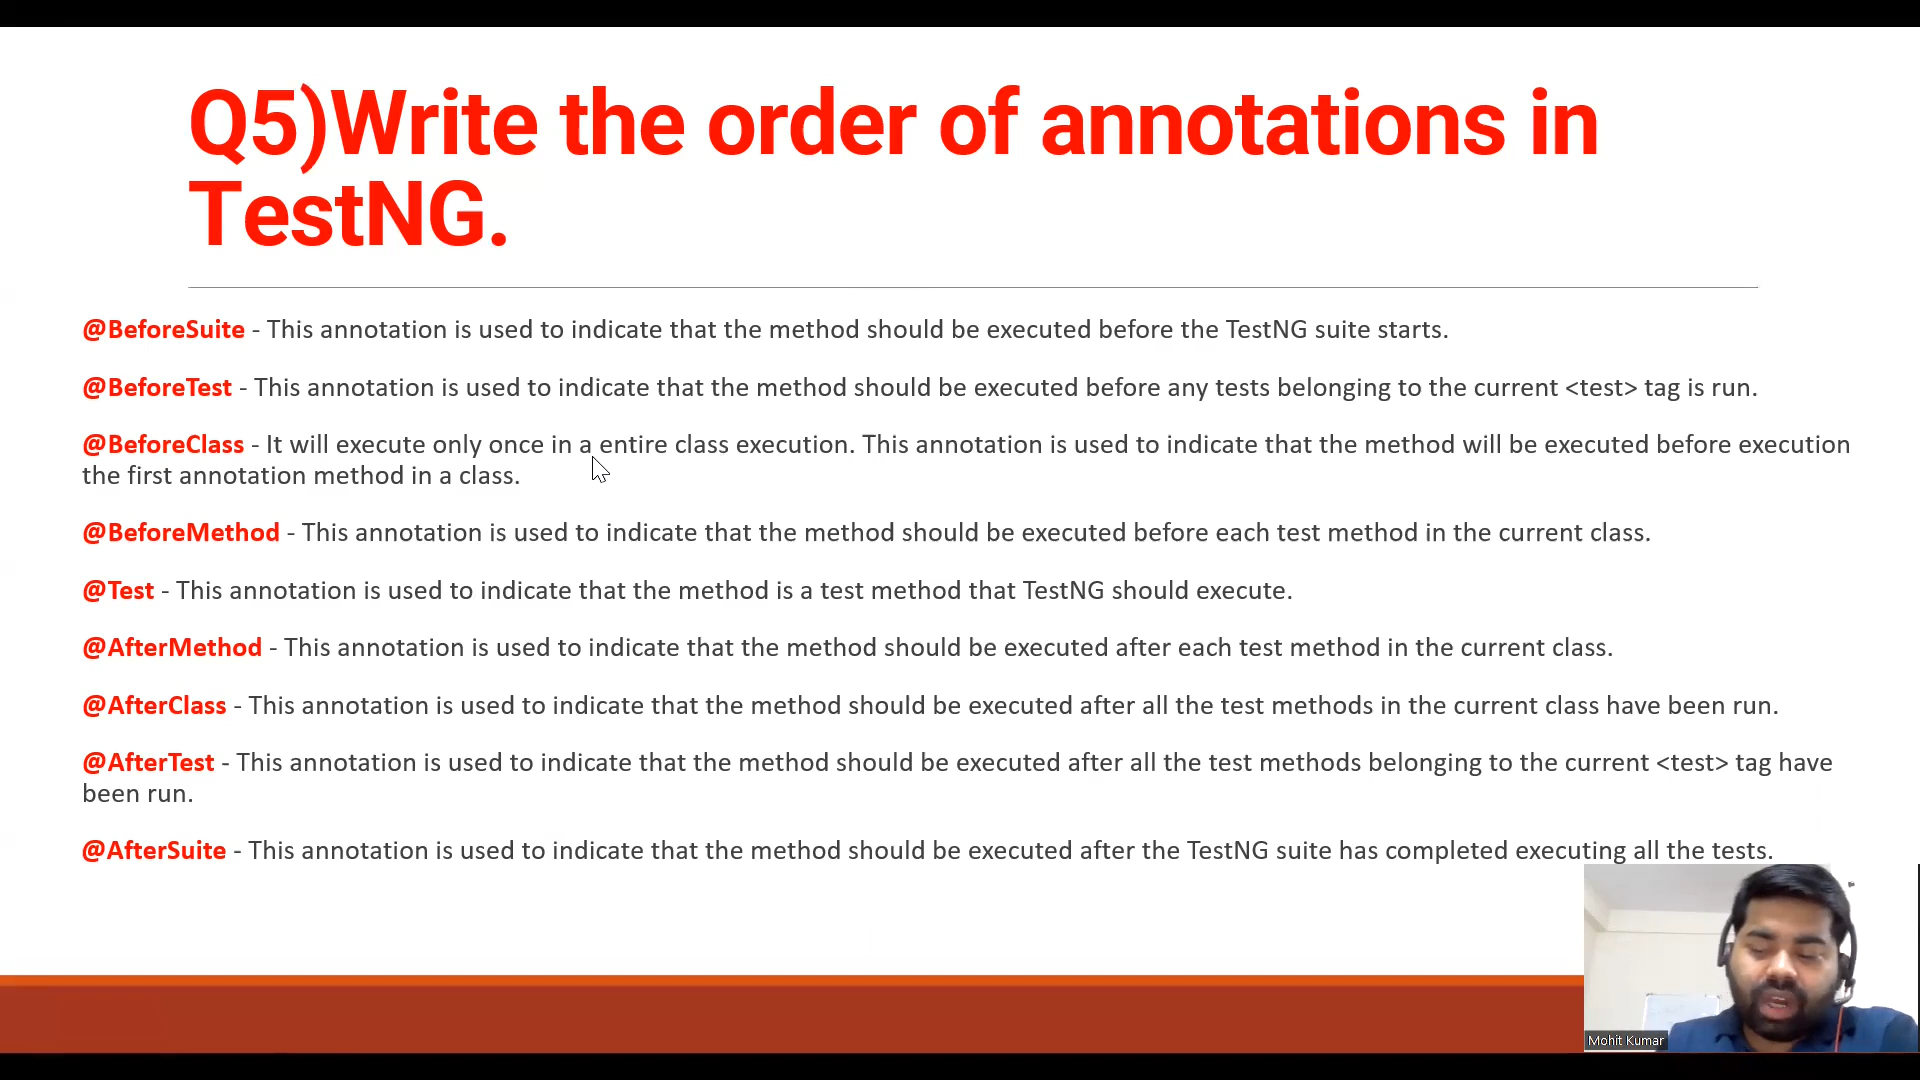 Q5)Write the order of annotations in
TestNG.
@BeforeSuite - This annotation is used to indicate that the method should be executed before the TestNG suite starts.
@BeforeTest - This annotation is used to indicate that the method should be executed before any tests belonging to the current <test> tag is run.
@BeforeClass - It will execute only once in a entire class execution. This annotation is used to indicate that the method will be executed before execution
the first annotation method in a class.
@BeforeMethod - This annotation is used to indicate that the method should be executed before each test method in the current class.
@Test - This annotation is used to indicate that the method is a test method that TestNG should execute.
@AfterMethod - This annotation is used to indicate that the method should be executed after each test method in the current class.
@AfterClass - This annotation is used to indicate that the method should be executed after all the test methods in the current class have been run.
@AfterTest - This annotation is used to indicate that the method should be executed after all the test methods belonging to the current <test> tag have
been run.
@AfterSuite - This annotation is used to indicate that the method should be executed after the TestNG suite has completed executing all the tests.
Mohit Kumar